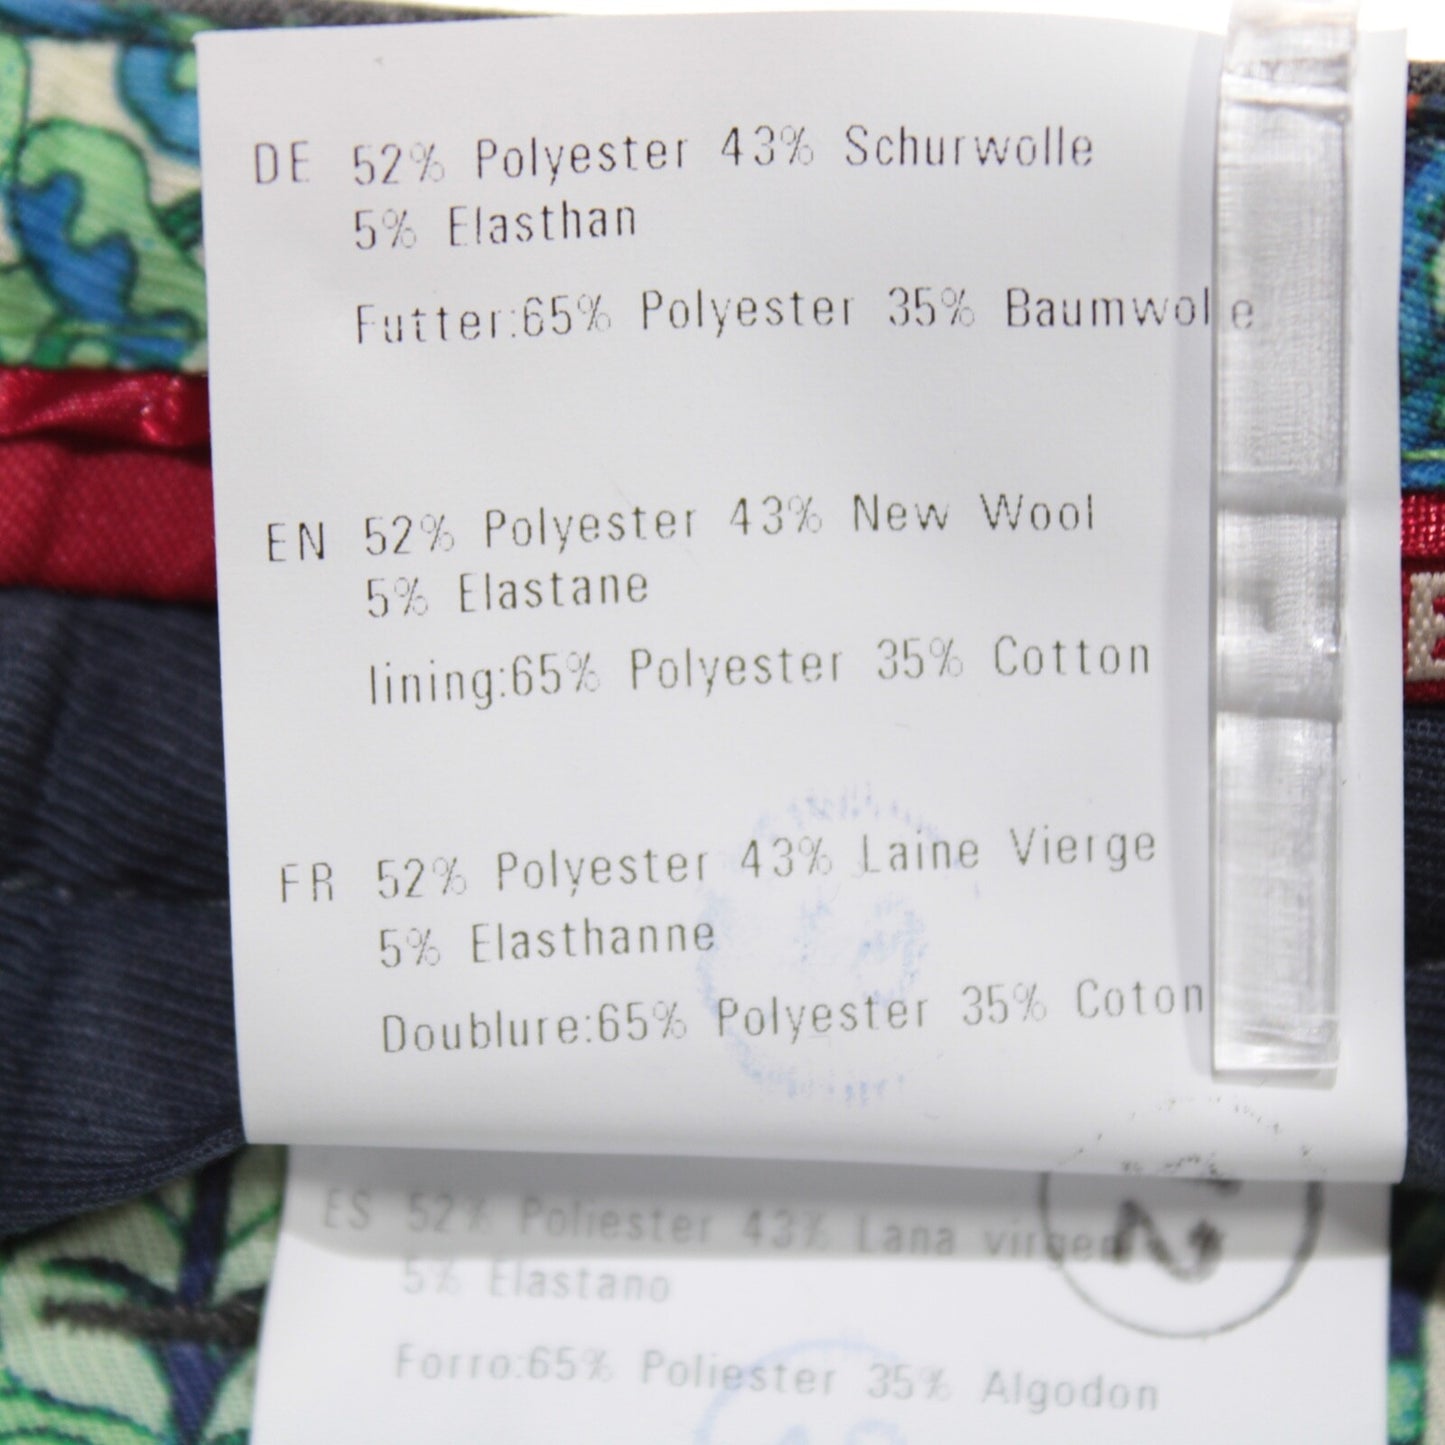 DE 52% Polyester 43% Schurwolle
5% Elasthan
Futter:65% Polyester 35% Baumwolle
EN 52% Polyester 43% New Wool
5% Elastane
lining:65% Polyester 35% Cotton
FR 52% Polyester 43% Laine Vierge
5% Elasthanne
Doublure:65% Polyester 35% Coton
ES 52% Poliester 43% Lana virgen
5% Elastano
Forro:65% Poliester 35% Algodon